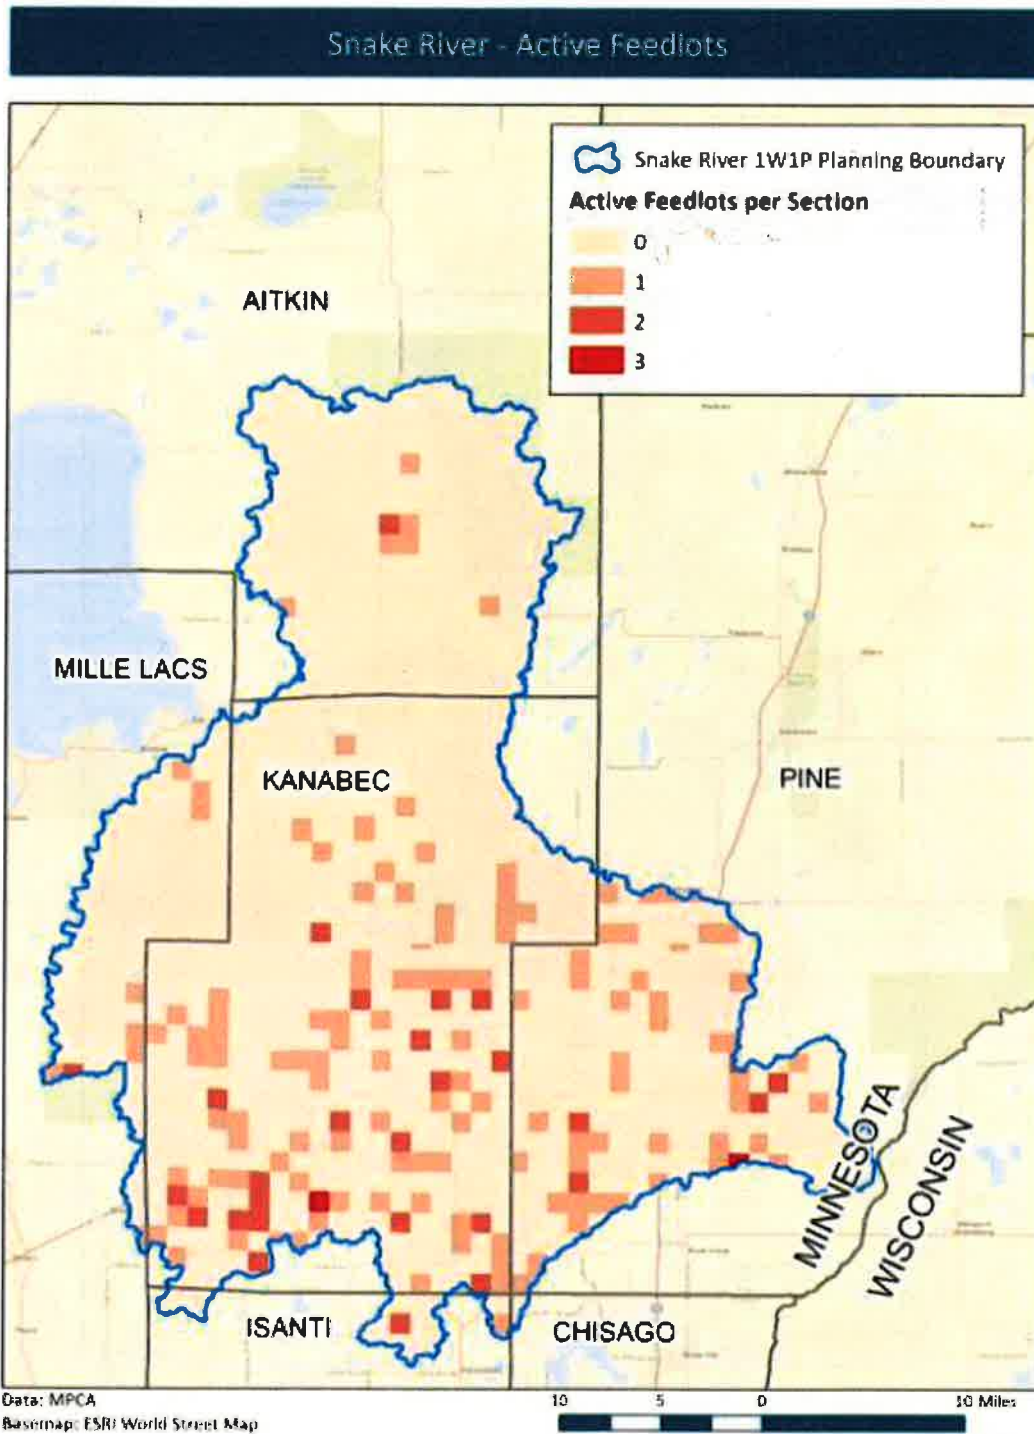 Snake River - Active Feedlots
Snake River 1W1P Planning Boundary
Active Feedlots per Section
0
1
2
3
AITKIN
MILLE LACS
KANABEC
PINE
MINNESOTA
WISCONSIN
ISANTI
CHISAGO
Data: MPCA
Basemap: ESRI World Street Map
10 5 0 10 Miles